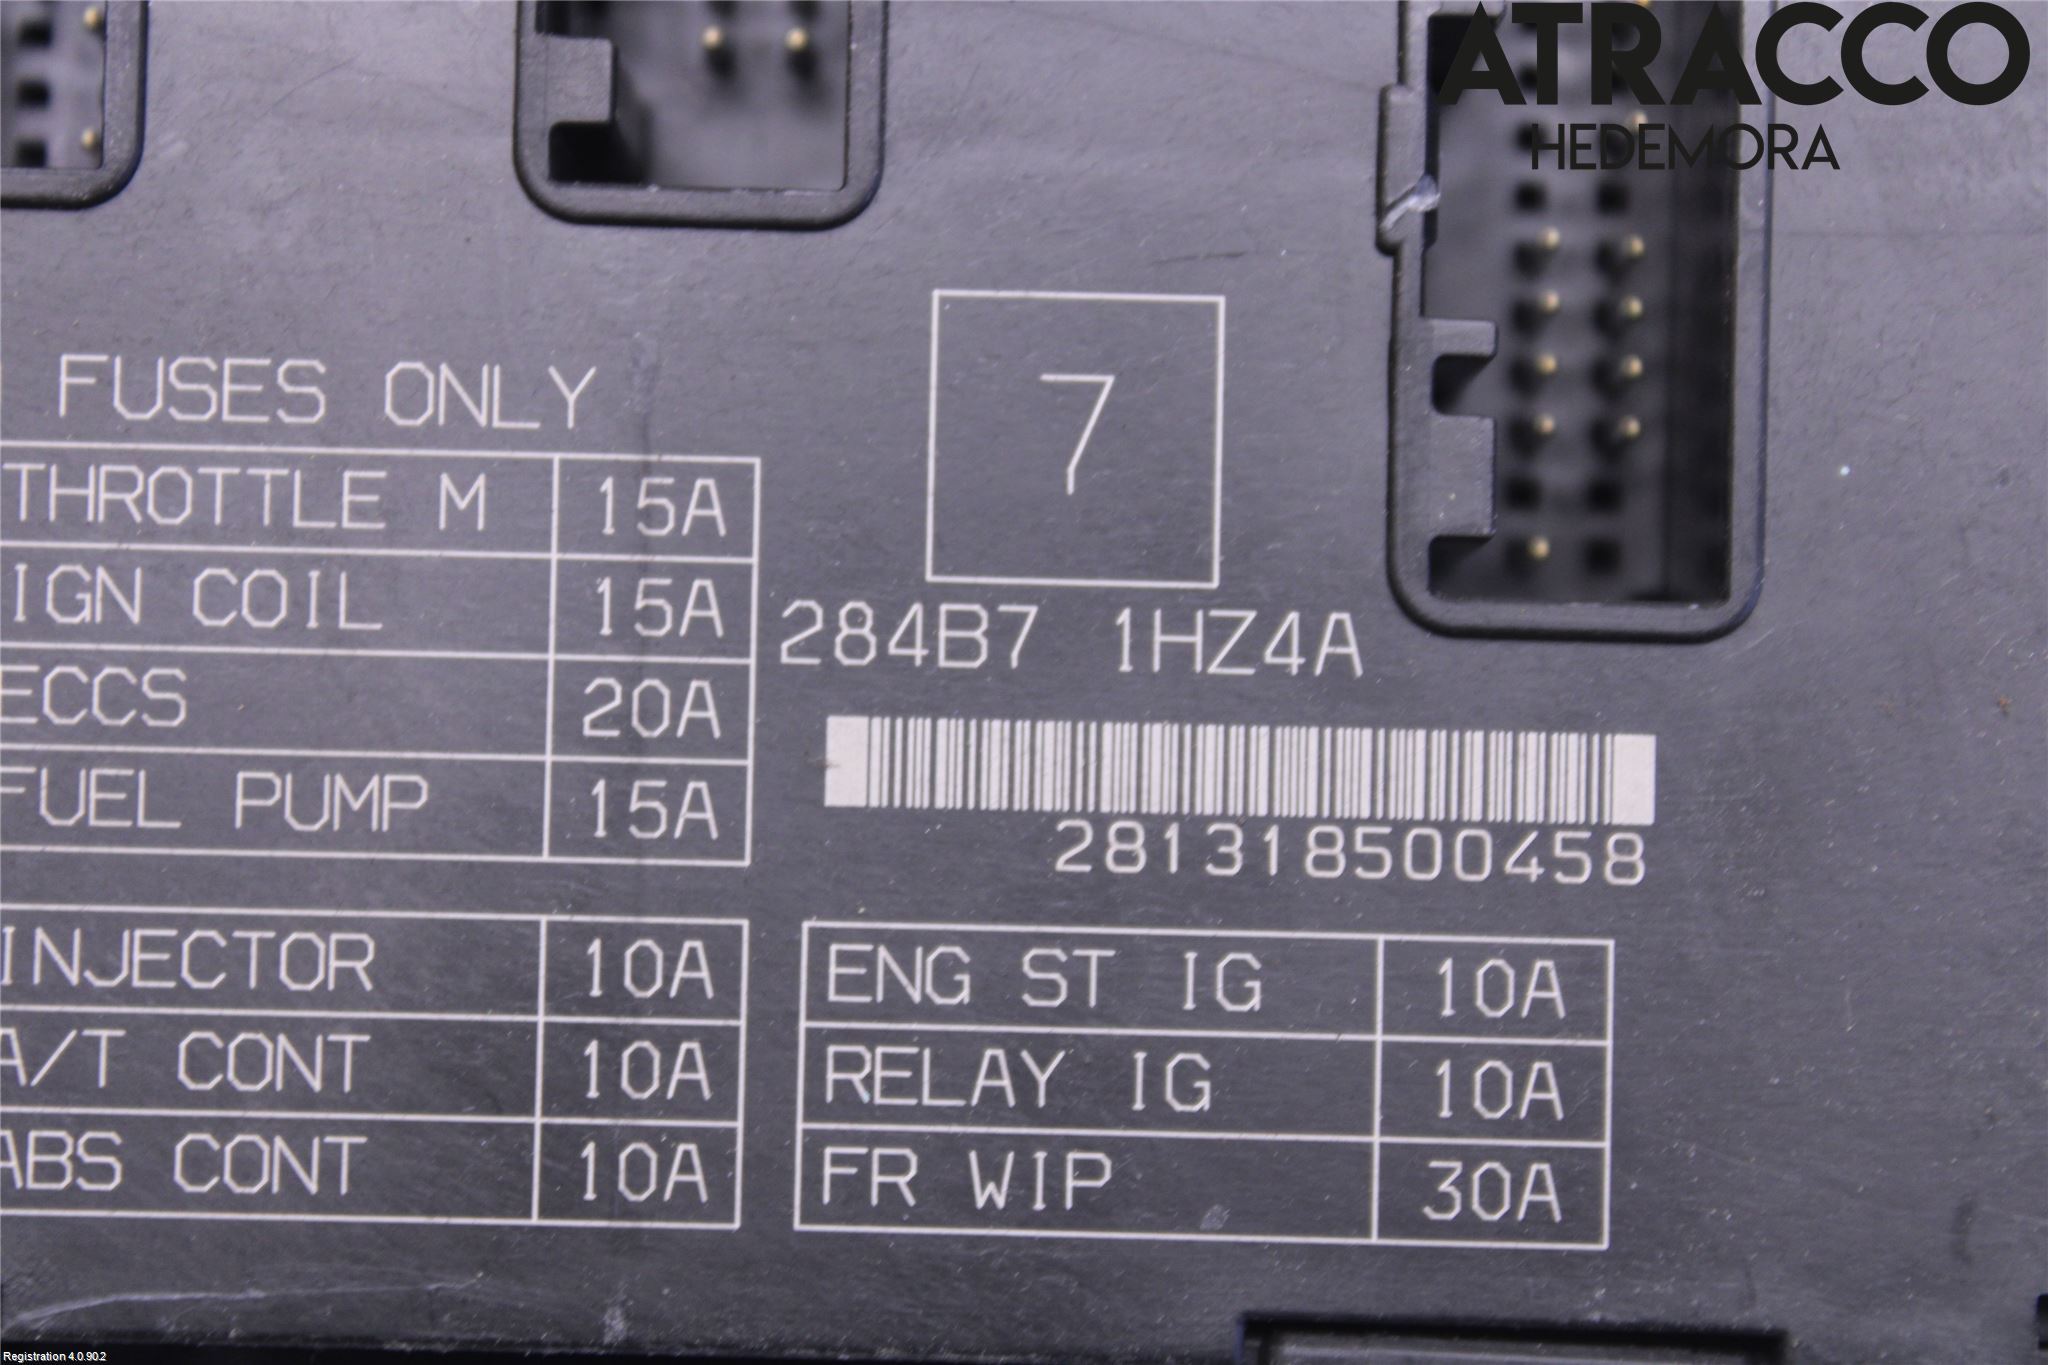 ATRACCO
HEDEMORA
FUSES ONLY
7
THROTTLE M 15A
IGN COIL 15A
ECCS 20A
FUEL PUMP 15A
284B7 1HZ4A
281318500458
INJECTOR 10A
A/T CONT 10A
ABS CONT 10A
ENG ST IG 10A
RELAY IG 10A
FR WIP 30A
Registration 4.0.90.2